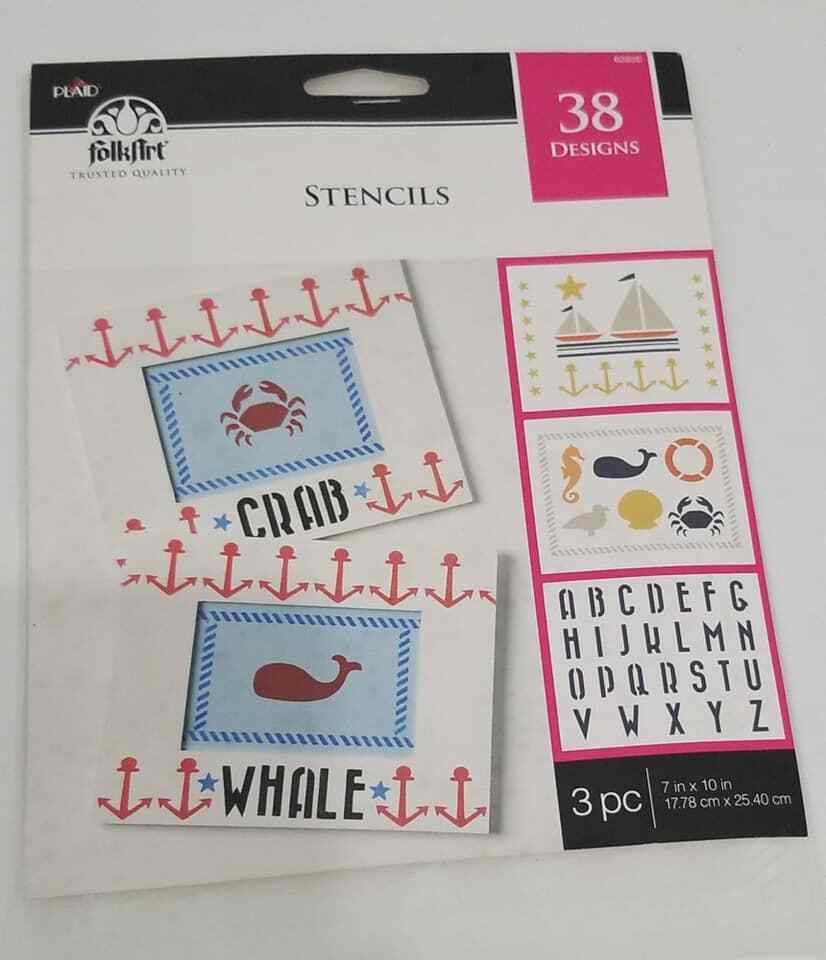 PLAID
folkArt
TRUSTED QUALITY
STENCILS
38
DESIGNS
CRAB
WHALE
A B C D E F G
H I J K L M N
O P Q R S T U
V W X Y Z
3 pc
7 in x 10 in
17.78 cm x 25.40 cm